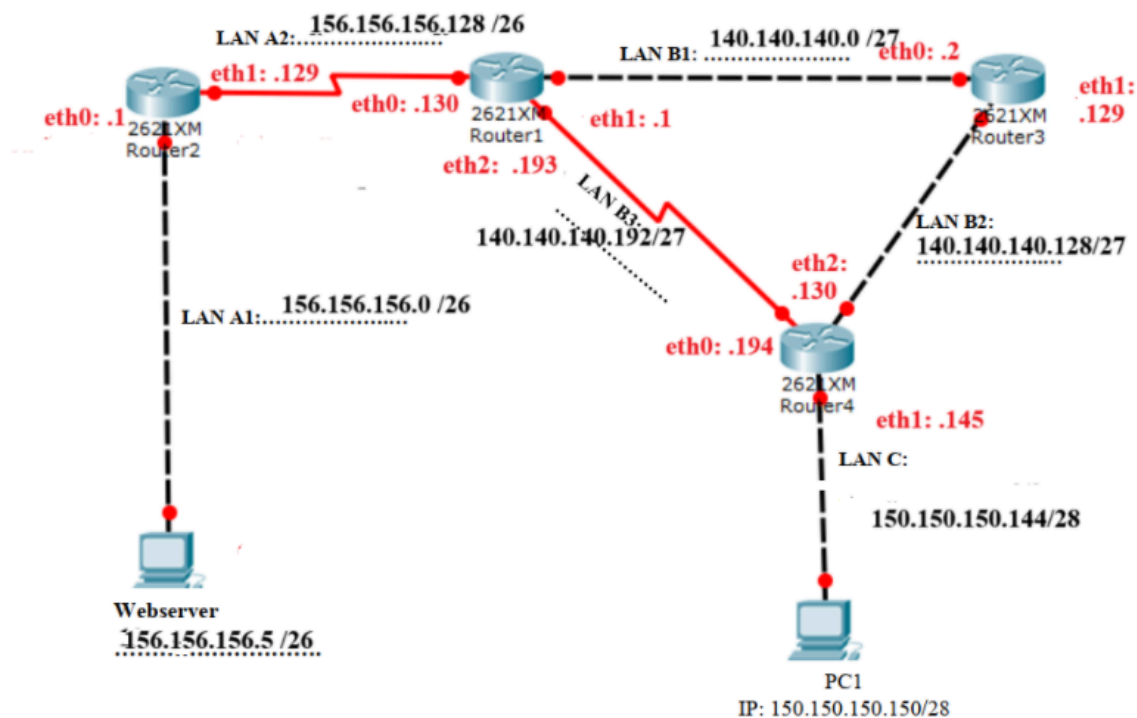 LAN A2: 156.156.156.128 /26
eth1: .129
eth0: .1
2621XM
Router2
eth0: .130
2621XM
Router1
eth1: .1
eth2: .193
LAN B1: 140.140.140.0 /27
eth0: .2
eth1:
.129
2621XM
Router3
LAN B3:
140.140.140.192/27
LAN B2:
140.140.140.128/27
eth2:
.130
eth0: .194
2621XM
Router4
eth1: .145
LAN A1: 156.156.156.0 /26
LAN C:
150.150.150.144/28
Webserver
156.156.156.5 /26
PC1
IP: 150.150.150.150/28